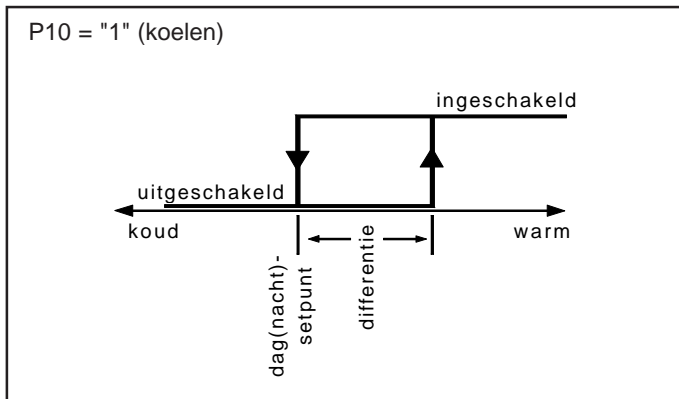 P10 = "1" (koelen)
ingeschakeld
uitgeschakeld
koud
warm
dag(nacht)-
setpunt
differentie